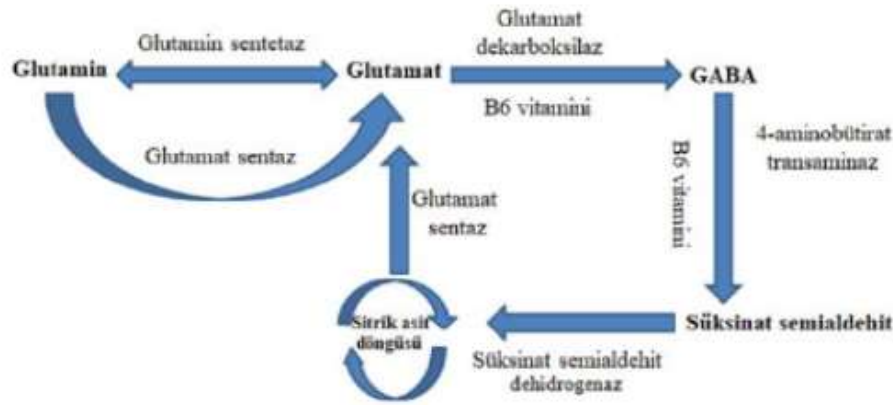 Glutamat
dekarboksilaz
Glutamin sentetaz
Glutamin
Glutamat
GABA
B6 vitamini
4-aminobütirat
transaminaz
B6 vitamini
Glutamat sentaz
Glutamat
sentaz
Sitrik asit
döngüsü
Süksinat semialdehit
Süksinat semialdehit
dehidrogenaz